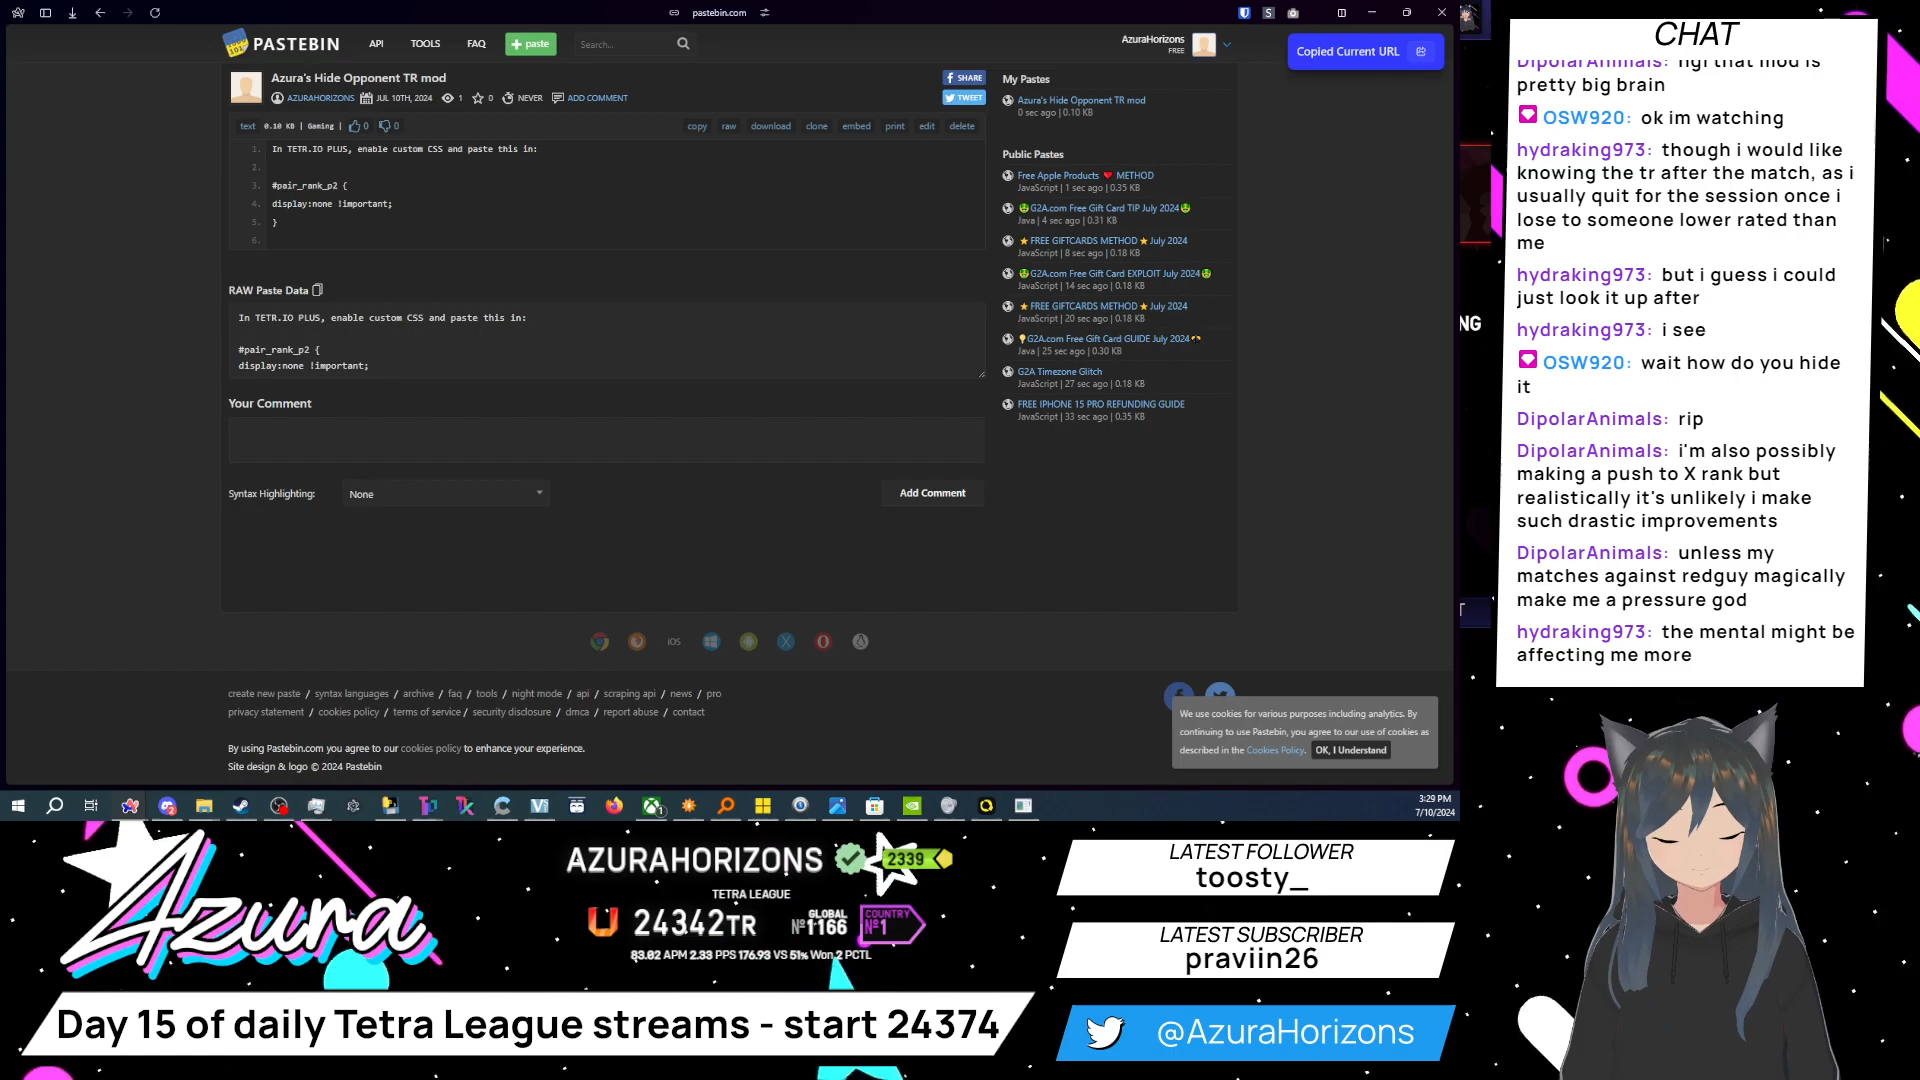 pastebin.com
PASTEBIN
API
TOOLS
FAQ
+ paste
Search...
AzuraHorizons
FREE
Copied Current URL
Azura's Hide Opponent TR mod
AZURAHORIZONS
JUL 10TH, 2024
1
0
NEVER
ADD COMMENT
SHARE
TWEET
text
0.10 KB | Gaming |
0
0
copy
raw
download
clone
embed
print
edit
delete
1. In TETR.IO PLUS, enable custom CSS and paste this in:
2.
3. #pair_rank_p2 {
4. display:none !important;
5. }
6.
RAW Paste Data
In TETR.IO PLUS, enable custom CSS and paste this in:
#pair_rank_p2 {
display:none !important;
Your Comment
Syntax Highlighting:
None
Add Comment
My Pastes
Azura's Hide Opponent TR mod
0 sec ago | 0.10 KB
Public Pastes
Free Apple Products ❤ METHOD
JavaScript | 1 sec ago | 0.35 KB
🤑G2A.com Free Gift Card TIP July 2024🤑
Java | 4 sec ago | 0.31 KB
⭐FREE GIFTCARDS METHOD⭐July 2024
JavaScript | 8 sec ago | 0.18 KB
🤑G2A.com Free Gift Card EXPLOIT July 2024🤑
JavaScript | 14 sec ago | 0.18 KB
⭐FREE GIFTCARDS METHOD⭐July 2024
JavaScript | 20 sec ago | 0.18 KB
💡G2A.com Free Gift Card GUIDE July 2024
Java | 25 sec ago | 0.30 KB
G2A Timezone Glitch
JavaScript | 27 sec ago | 0.18 KB
FREE IPHONE 15 PRO REFUNDING GUIDE
JavaScript | 33 sec ago | 0.35 KB
iOS
create new paste / syntax languages / archive / faq / tools / night mode / api / scraping api / news / pro
privacy statement / cookies policy / terms of service / security disclosure / dmca / report abuse / contact
By using Pastebin.com you agree to our cookies policy to enhance your experience.
Site design & logo © 2024 Pastebin
We use cookies for various purposes including analytics. By
continuing to use Pastebin, you agree to our use of cookies as
described in the Cookies Policy. OK, I Understand
3:29 PM
7/10/2024
NG
CHAT
DipolarAnimals: ngl that mod is
pretty big brain
OSW920: ok im watching
hydraking973: though i would like
knowing the tr after the match, as i
usually quit for the session once i
lose to someone lower rated than
me
hydraking973: but i guess i could
just look it up after
hydraking973: i see
OSW920: wait how do you hide
it
DipolarAnimals: rip
DipolarAnimals: i'm also possibly
making a push to X rank but
realistically it's unlikely i make
such drastic improvements
DipolarAnimals: unless my
matches against redguy magically
make me a pressure god
hydraking973: the mental might be
affecting me more
Azura
AZURAHORIZONS
2339
TETRA LEAGUE
U 24342TR
GLOBAL
Nº1166
COUNTRY
Nº1
83.02 APM 2.33 PPS 176.93 VS 51% Won 2 PCTL
Day 15 of daily Tetra League streams - start 24374
LATEST FOLLOWER
toosty_
LATEST SUBSCRIBER
praviin26
@AzuraHorizons